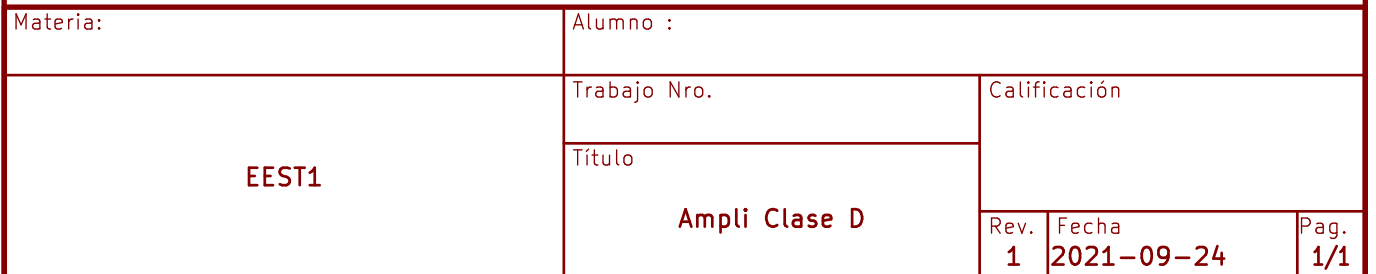 Materia:
Alumno :
Trabajo Nro.
Calificación
EEST1
Título
Ampli Clase D
Rev.
Fecha
Pag.
1
2021-09-24
1/1